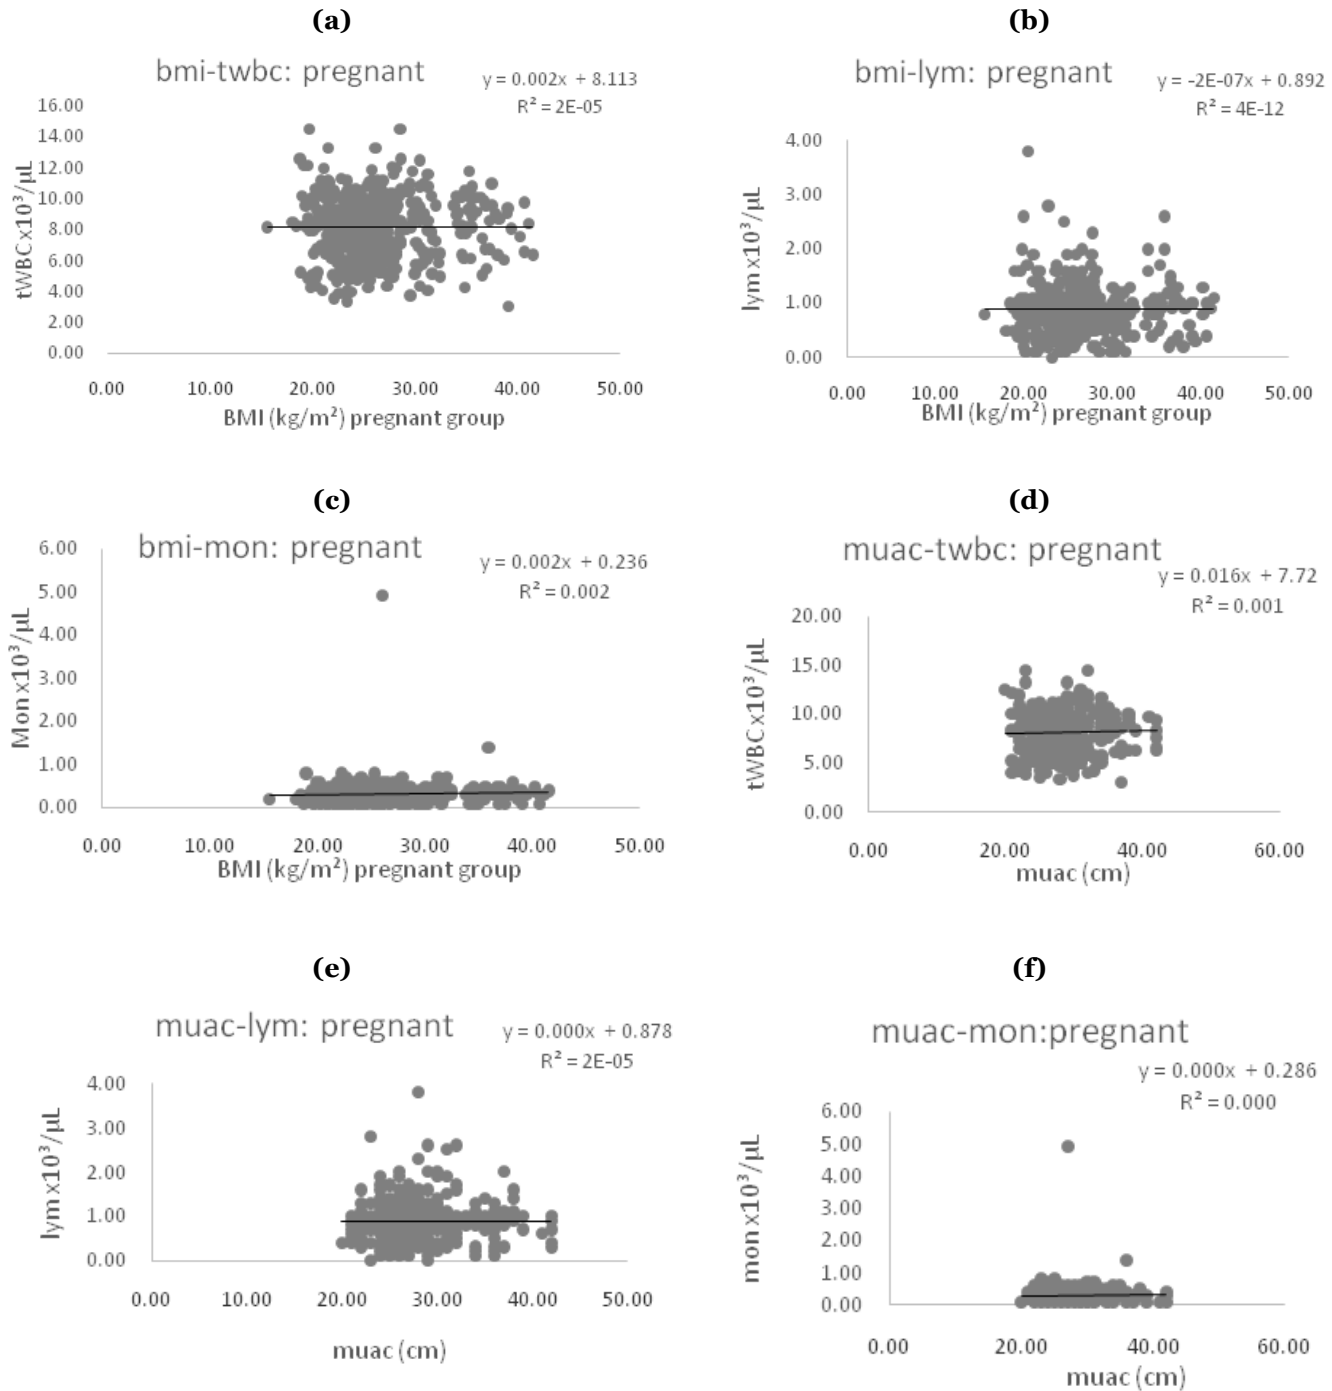 (a)
bmi-twbc: pregnant
y = 0.002x + 8.113
R² = 2E-05
16.00
14.00
12.00
10.00
8.00
6.00
4.00
2.00
0.00
tWBCx10³/µL
0.00 10.00 20.00 30.00 40.00 50.00
BMI (kg/m²) pregnant group
(b)
bmi-lym: pregnant
y = -2E-07x + 0.892
R² = 4E-12
4.00
3.00
2.00
1.00
0.00
lym x10³/µL
0.00 10.00 20.00 30.00 40.00 50.00
BMI (kg/m²) pregnant group
(c)
bmi-mon: pregnant
y = 0.002x + 0.236
R² = 0.002
6.00
5.00
4.00
3.00
2.00
1.00
0.00
Mon x10³/µL
0.00 10.00 20.00 30.00 40.00 50.00
BMI (kg/m²) pregnant group
(d)
muac-twbc: pregnant
y = 0.016x + 7.72
R² = 0.001
20.00
15.00
10.00
5.00
0.00
tWBCx10³/µL
0.00 20.00 40.00 60.00
muac (cm)
(e)
muac-lym: pregnant
y = 0.000x + 0.878
R² = 2E-05
4.00
3.00
2.00
1.00
0.00
lym x10³/µL
0.00 10.00 20.00 30.00 40.00 50.00
muac (cm)
(f)
muac-mon:pregnant
y = 0.000x + 0.286
R² = 0.000
6.00
5.00
4.00
3.00
2.00
1.00
0.00
mon x10³/µL
0.00 20.00 40.00 60.00
muac (cm)